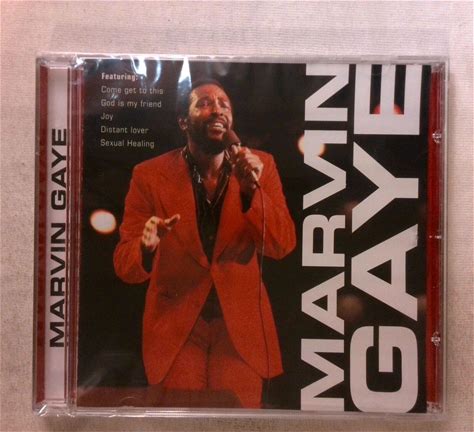 Featuring:
Come get to this
God is my friend
Joy
Distant lover
Sexual Healing
MARVIN
GAYE
MARVIN GAYE